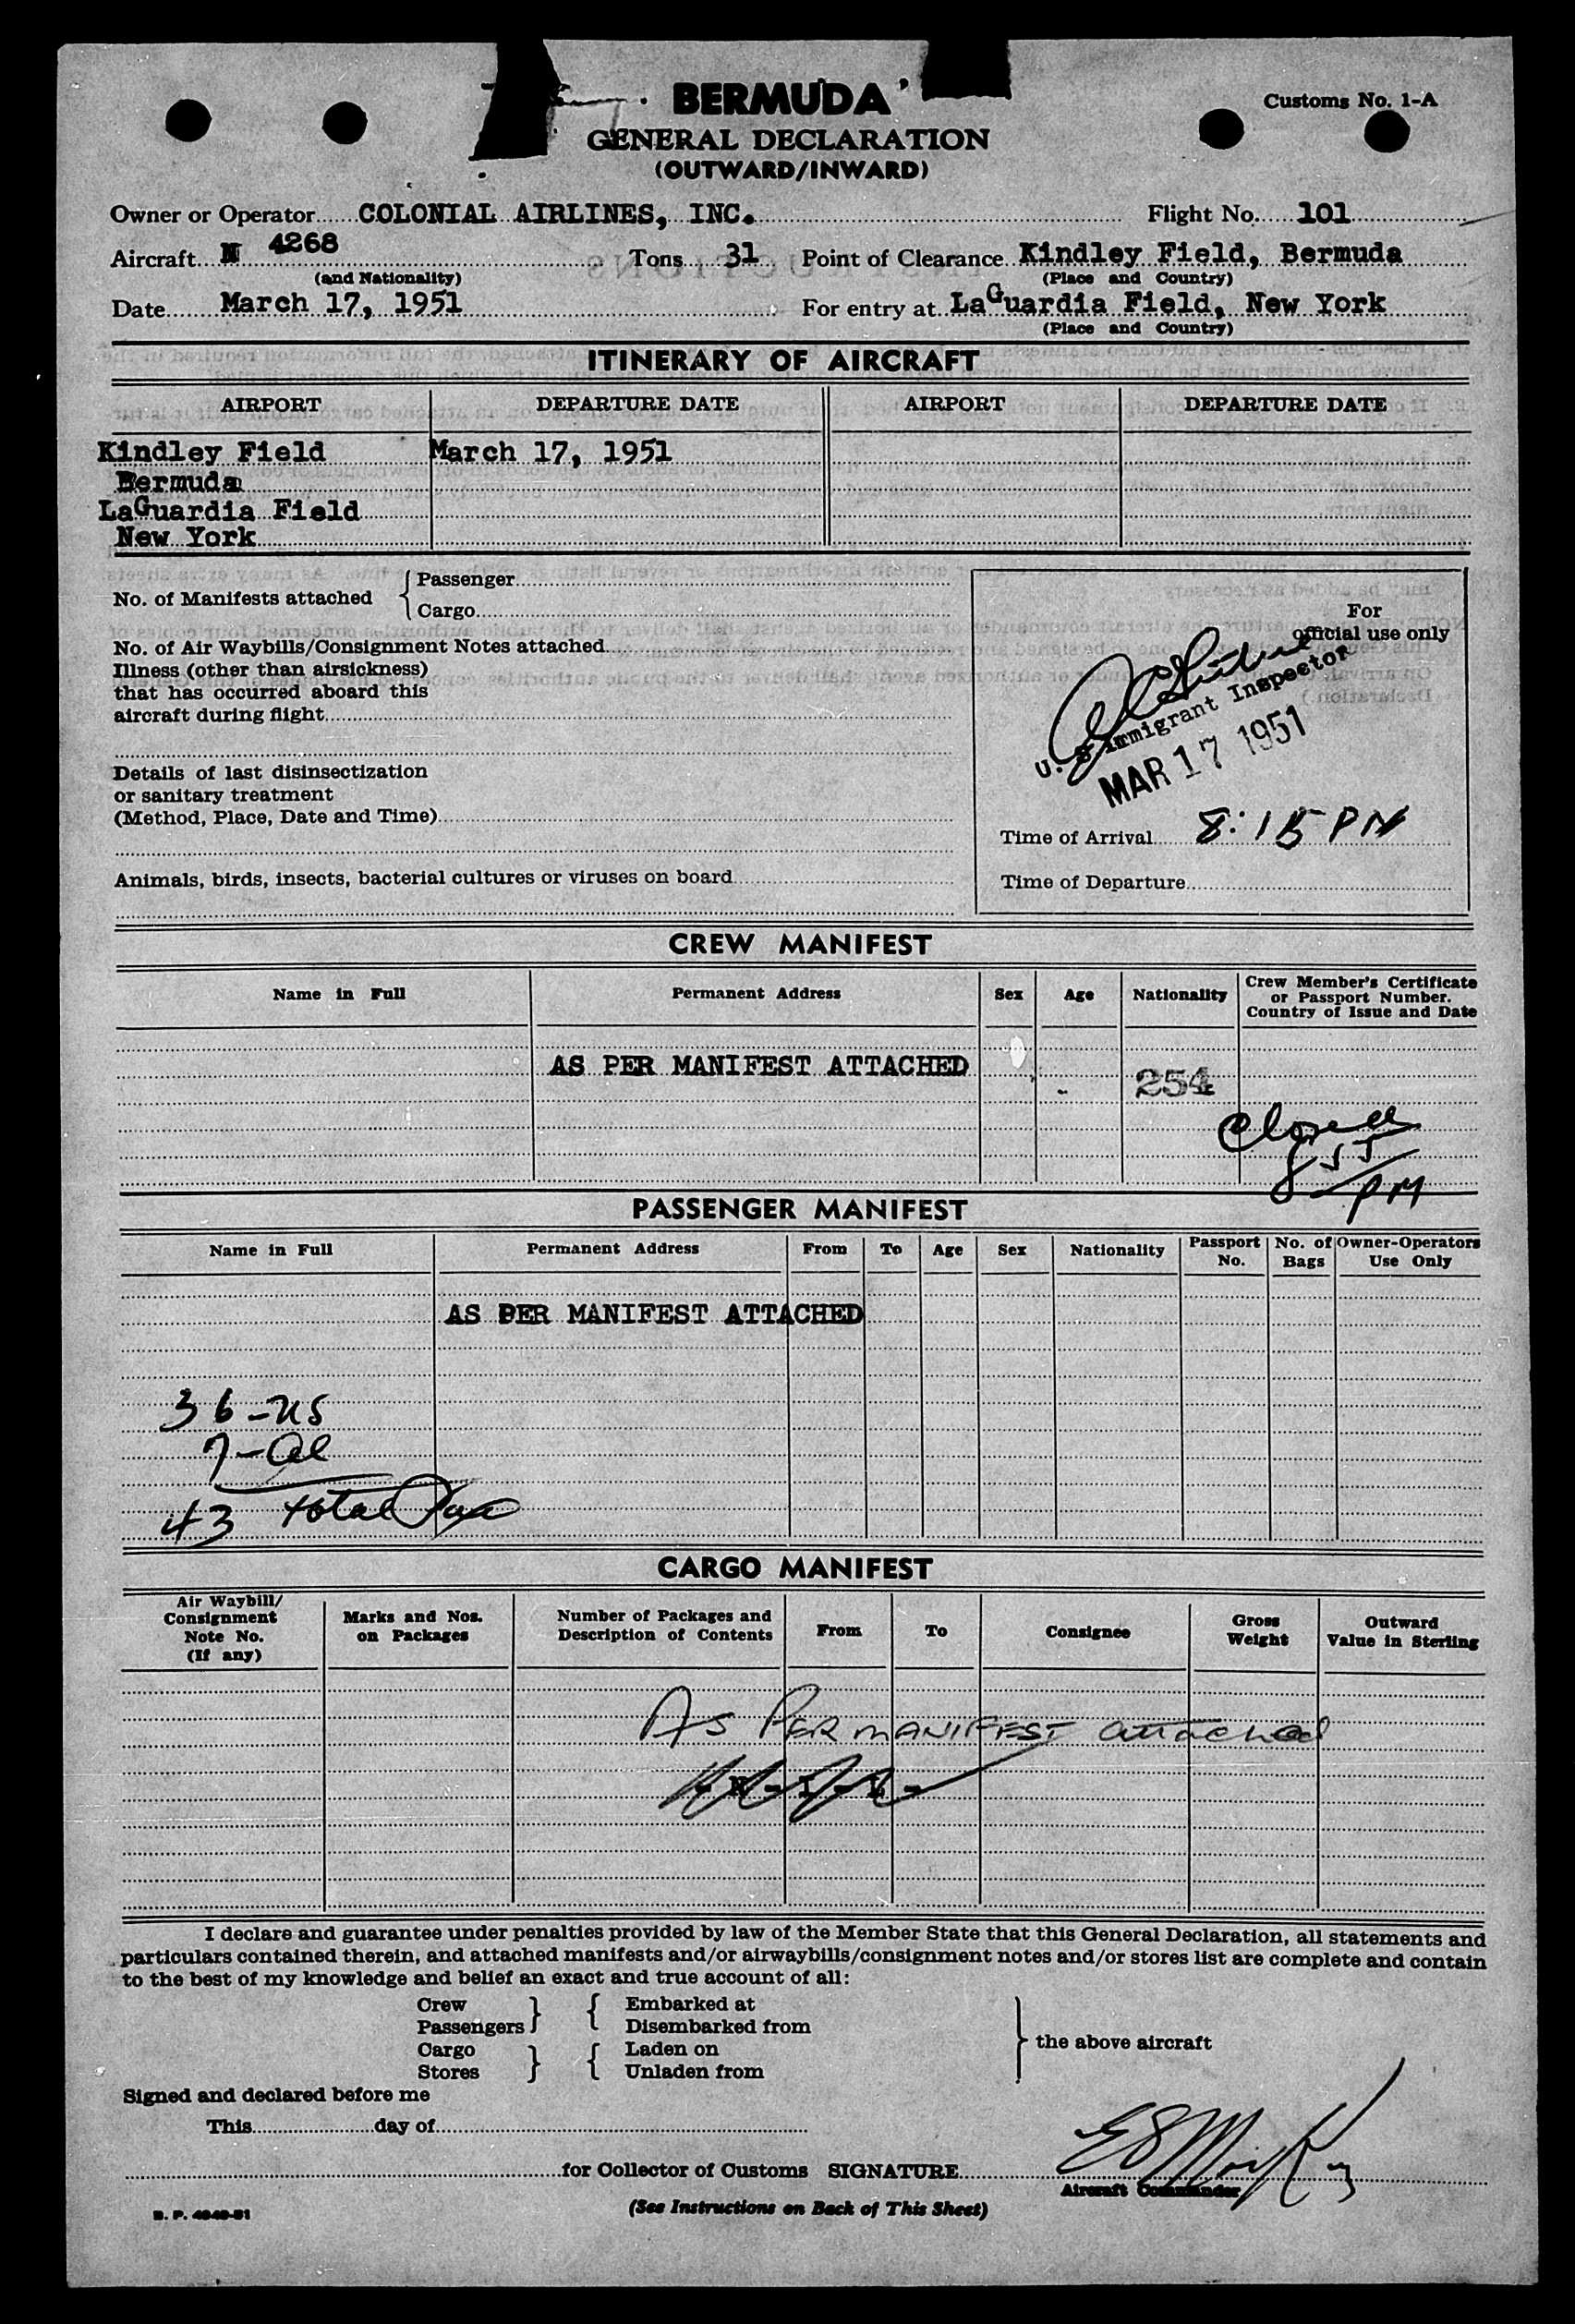 BERMUDA
Customs No. 1-A
GENERAL DECLARATION
(OUTWARD/INWARD)
Owner or Operator COLONIAL AIRLINES, INC. Flight No. 101
Aircraft N 4268 Tons 31 Point of Clearance Kindley Field, Bermuda
(and Nationality) (Place and Country)
Date March 17, 1951 For entry at LaGuardia Field, New York
(Place and Country)
ITINERARY OF AIRCRAFT
AIRPORT DEPARTURE DATE AIRPORT DEPARTURE DATE
Kindley Field March 17, 1951
Bermuda
LaGuardia Field
New York
No. of Manifests attached { Passenger
Cargo
No. of Air Waybills/Consignment Notes attached
Illness (other than airsickness)
that has occurred aboard this
aircraft during flight
Details of last disinsectization
or sanitary treatment
(Method, Place, Date and Time)
Animals, birds, insects, bacterial cultures or viruses on board
For
official use only
U. S. Immigrant Inspector
MAR 17 1951
Time of Arrival 8:15 PM
Time of Departure
CREW MANIFEST
Name in Full Permanent Address Sex Age Nationality Crew Member's Certificate
or Passport Number.
Country of Issue and Date
AS PER MANIFEST ATTACHED
254
Closed
8 55
PM
PASSENGER MANIFEST
Name in Full Permanent Address From To Age Sex Nationality Passport No. No. of Bags Owner-Operators Use Only
AS PER MANIFEST ATTACHED
36-US
7-Al
43 total Pax
CARGO MANIFEST
Air Waybill/
Consignment
Note No.
(If any)
Marks and Nos.
on Packages
Number of Packages and
Description of Contents
From To Consignee
Gross
Weight
Outward
Value in Sterling
As PER MANIFEST attached
- N - I - L -
I declare and guarantee under penalties provided by law of the Member State that this General Declaration, all statements and
particulars contained therein, and attached manifests and/or airwaybills/consignment notes and/or stores list are complete and contain
to the best of my knowledge and belief an exact and true account of all:
Crew } { Embarked at
Passengers Disembarked from
Cargo } { Laden on
Stores Unladen from
} the above aircraft
Signed and declared before me
This day of
for Collector of Customs SIGNATURE
Aircraft Commander
(See Instructions on Back of This Sheet)
B. P. 4040-51